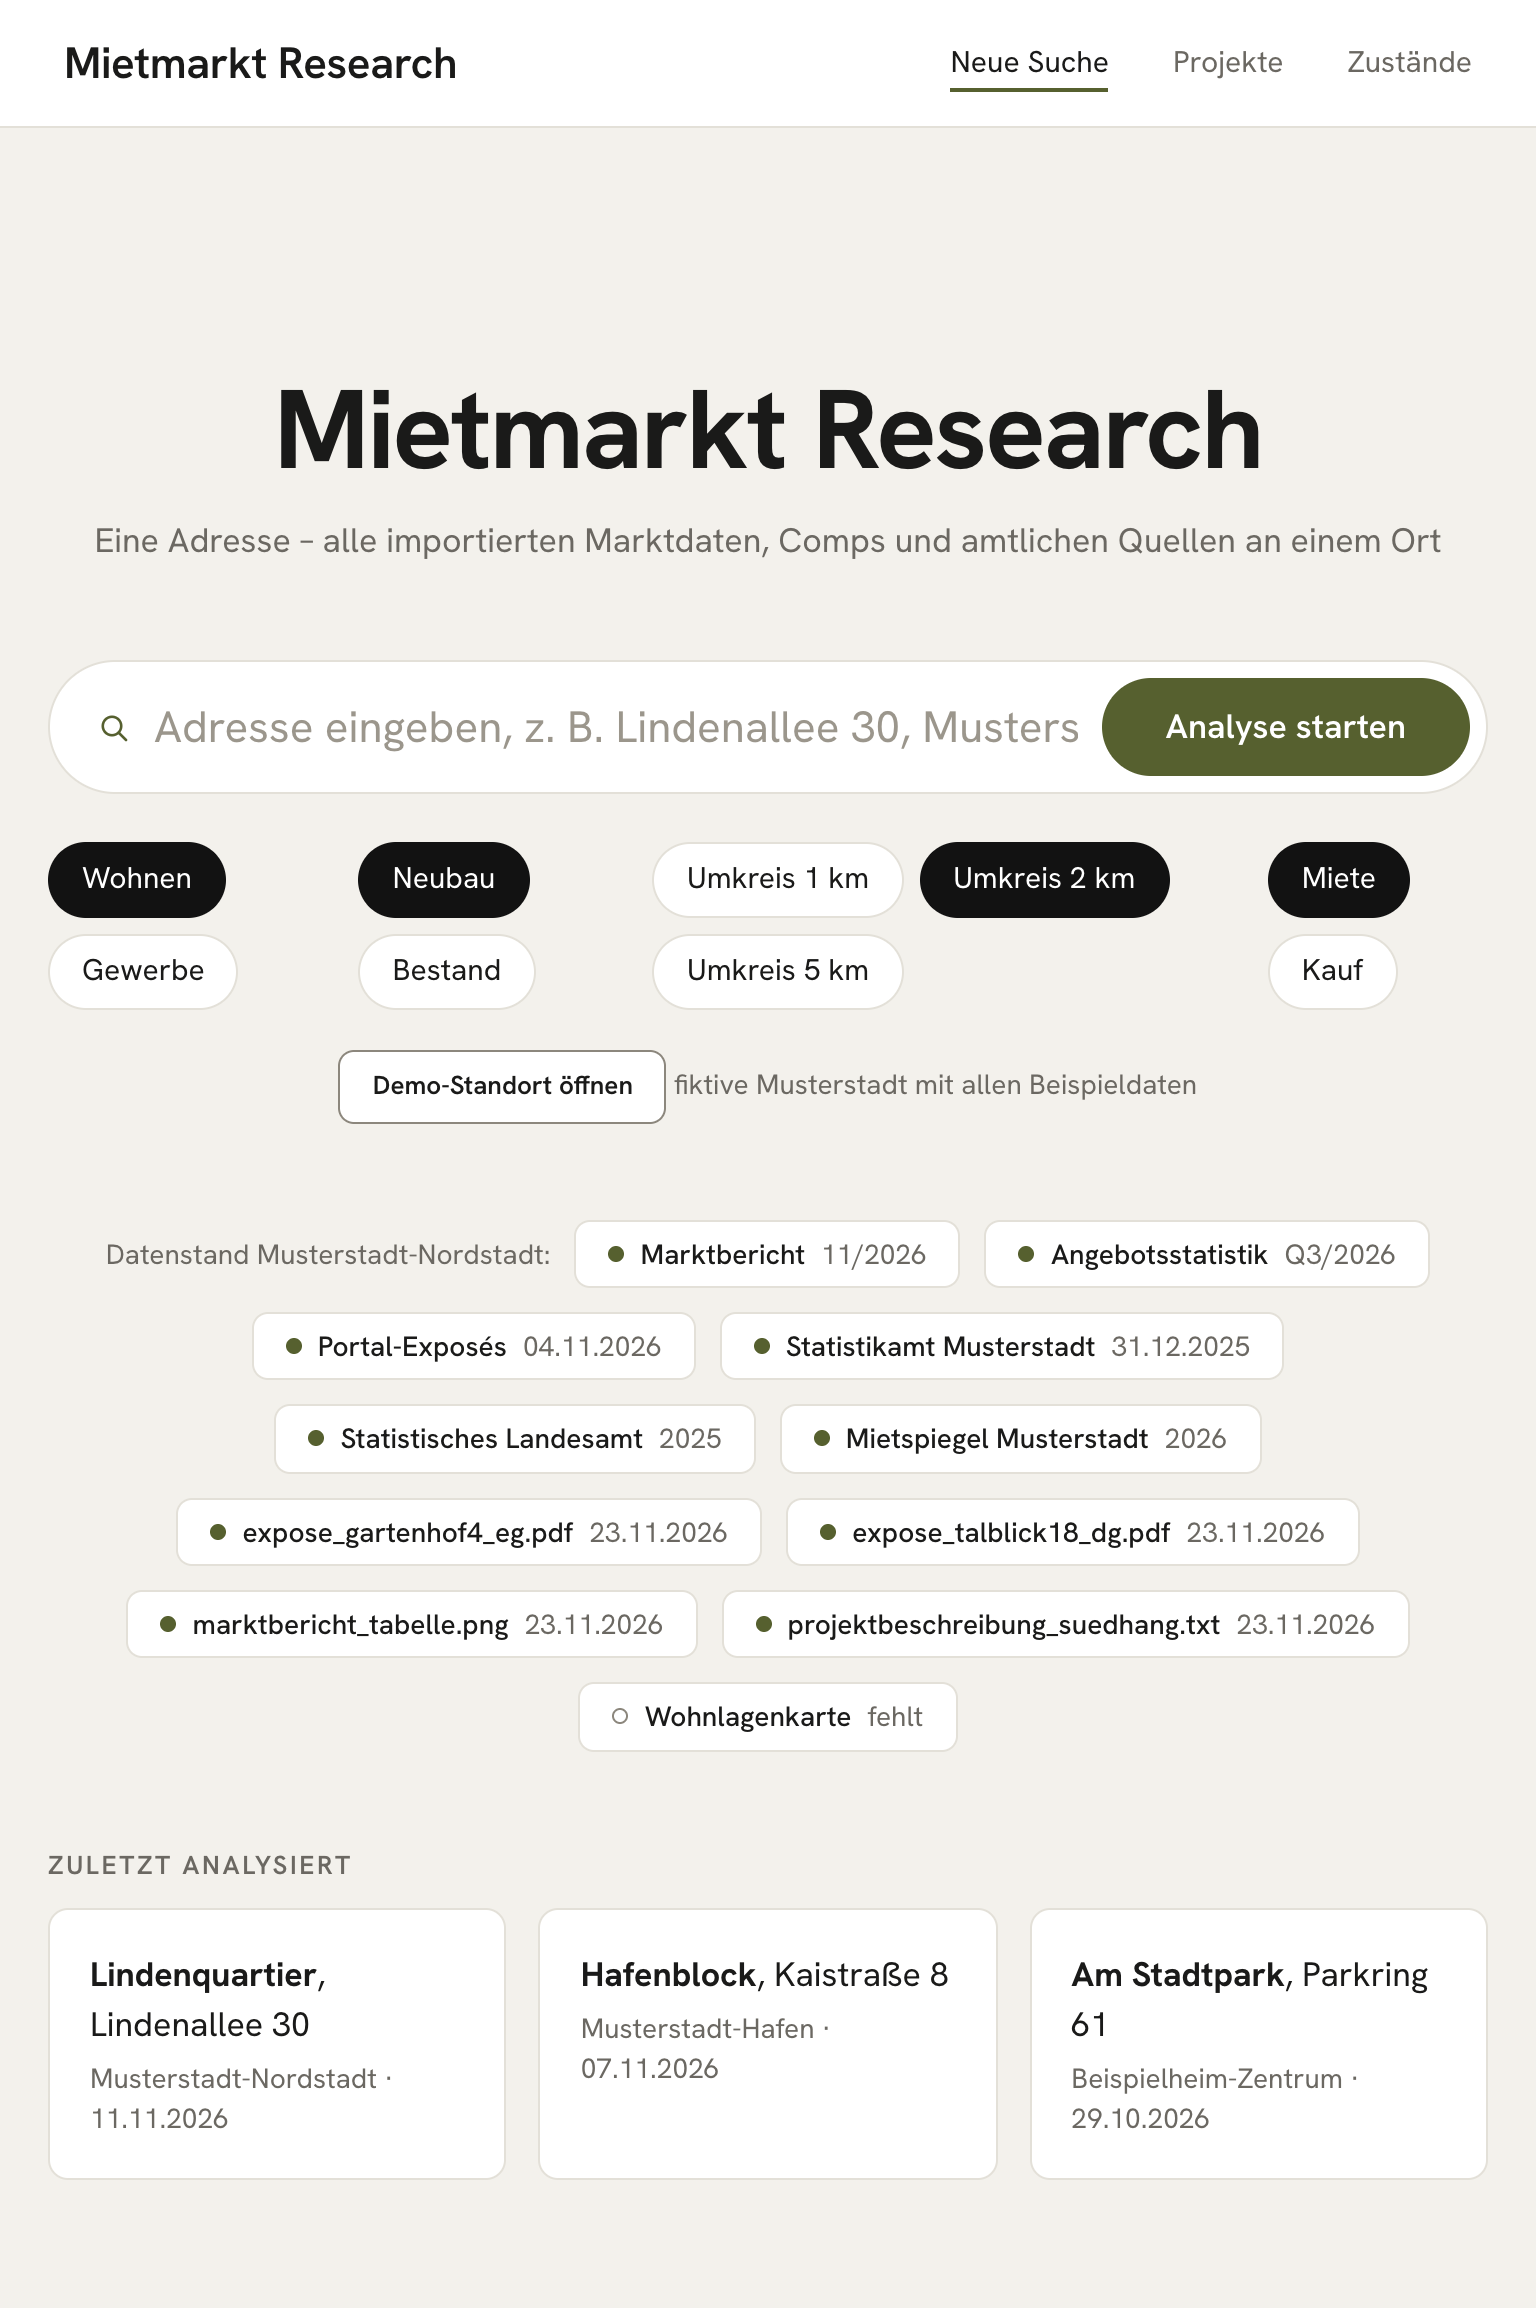 Mietmarkt Research
Neue Suche Projekte Zustände
Mietmarkt Research
Eine Adresse – alle importierten Marktdaten, Comps und amtlichen Quellen an einem Ort
Adresse eingeben, z. B. Lindenallee 30, Musters Analyse starten
Wohnen Neubau Umkreis 1 km Umkreis 2 km Miete
Gewerbe Bestand Umkreis 5 km Kauf
Demo-Standort öffnen fiktive Musterstadt mit allen Beispieldaten
Datenstand Musterstadt-Nordstadt: Marktbericht 11/2026 Angebotsstatistik Q3/2026
Portal-Exposés 04.11.2026 Statistikamt Musterstadt 31.12.2025
Statistisches Landesamt 2025 Mietspiegel Musterstadt 2026
expose_gartenhof4_eg.pdf 23.11.2026 expose_talblick18_dg.pdf 23.11.2026
marktbericht_tabelle.png 23.11.2026 projektbeschreibung_suedhang.txt 23.11.2026
Wohnlagenkarte fehlt
ZULETZT ANALYSIERT
Lindenquartier,
Lindenallee 30
Musterstadt-Nordstadt ·
11.11.2026
Hafenblock, Kaistraße 8
Musterstadt-Hafen ·
07.11.2026
Am Stadtpark, Parkring
61
Beispielheim-Zentrum ·
29.10.2026